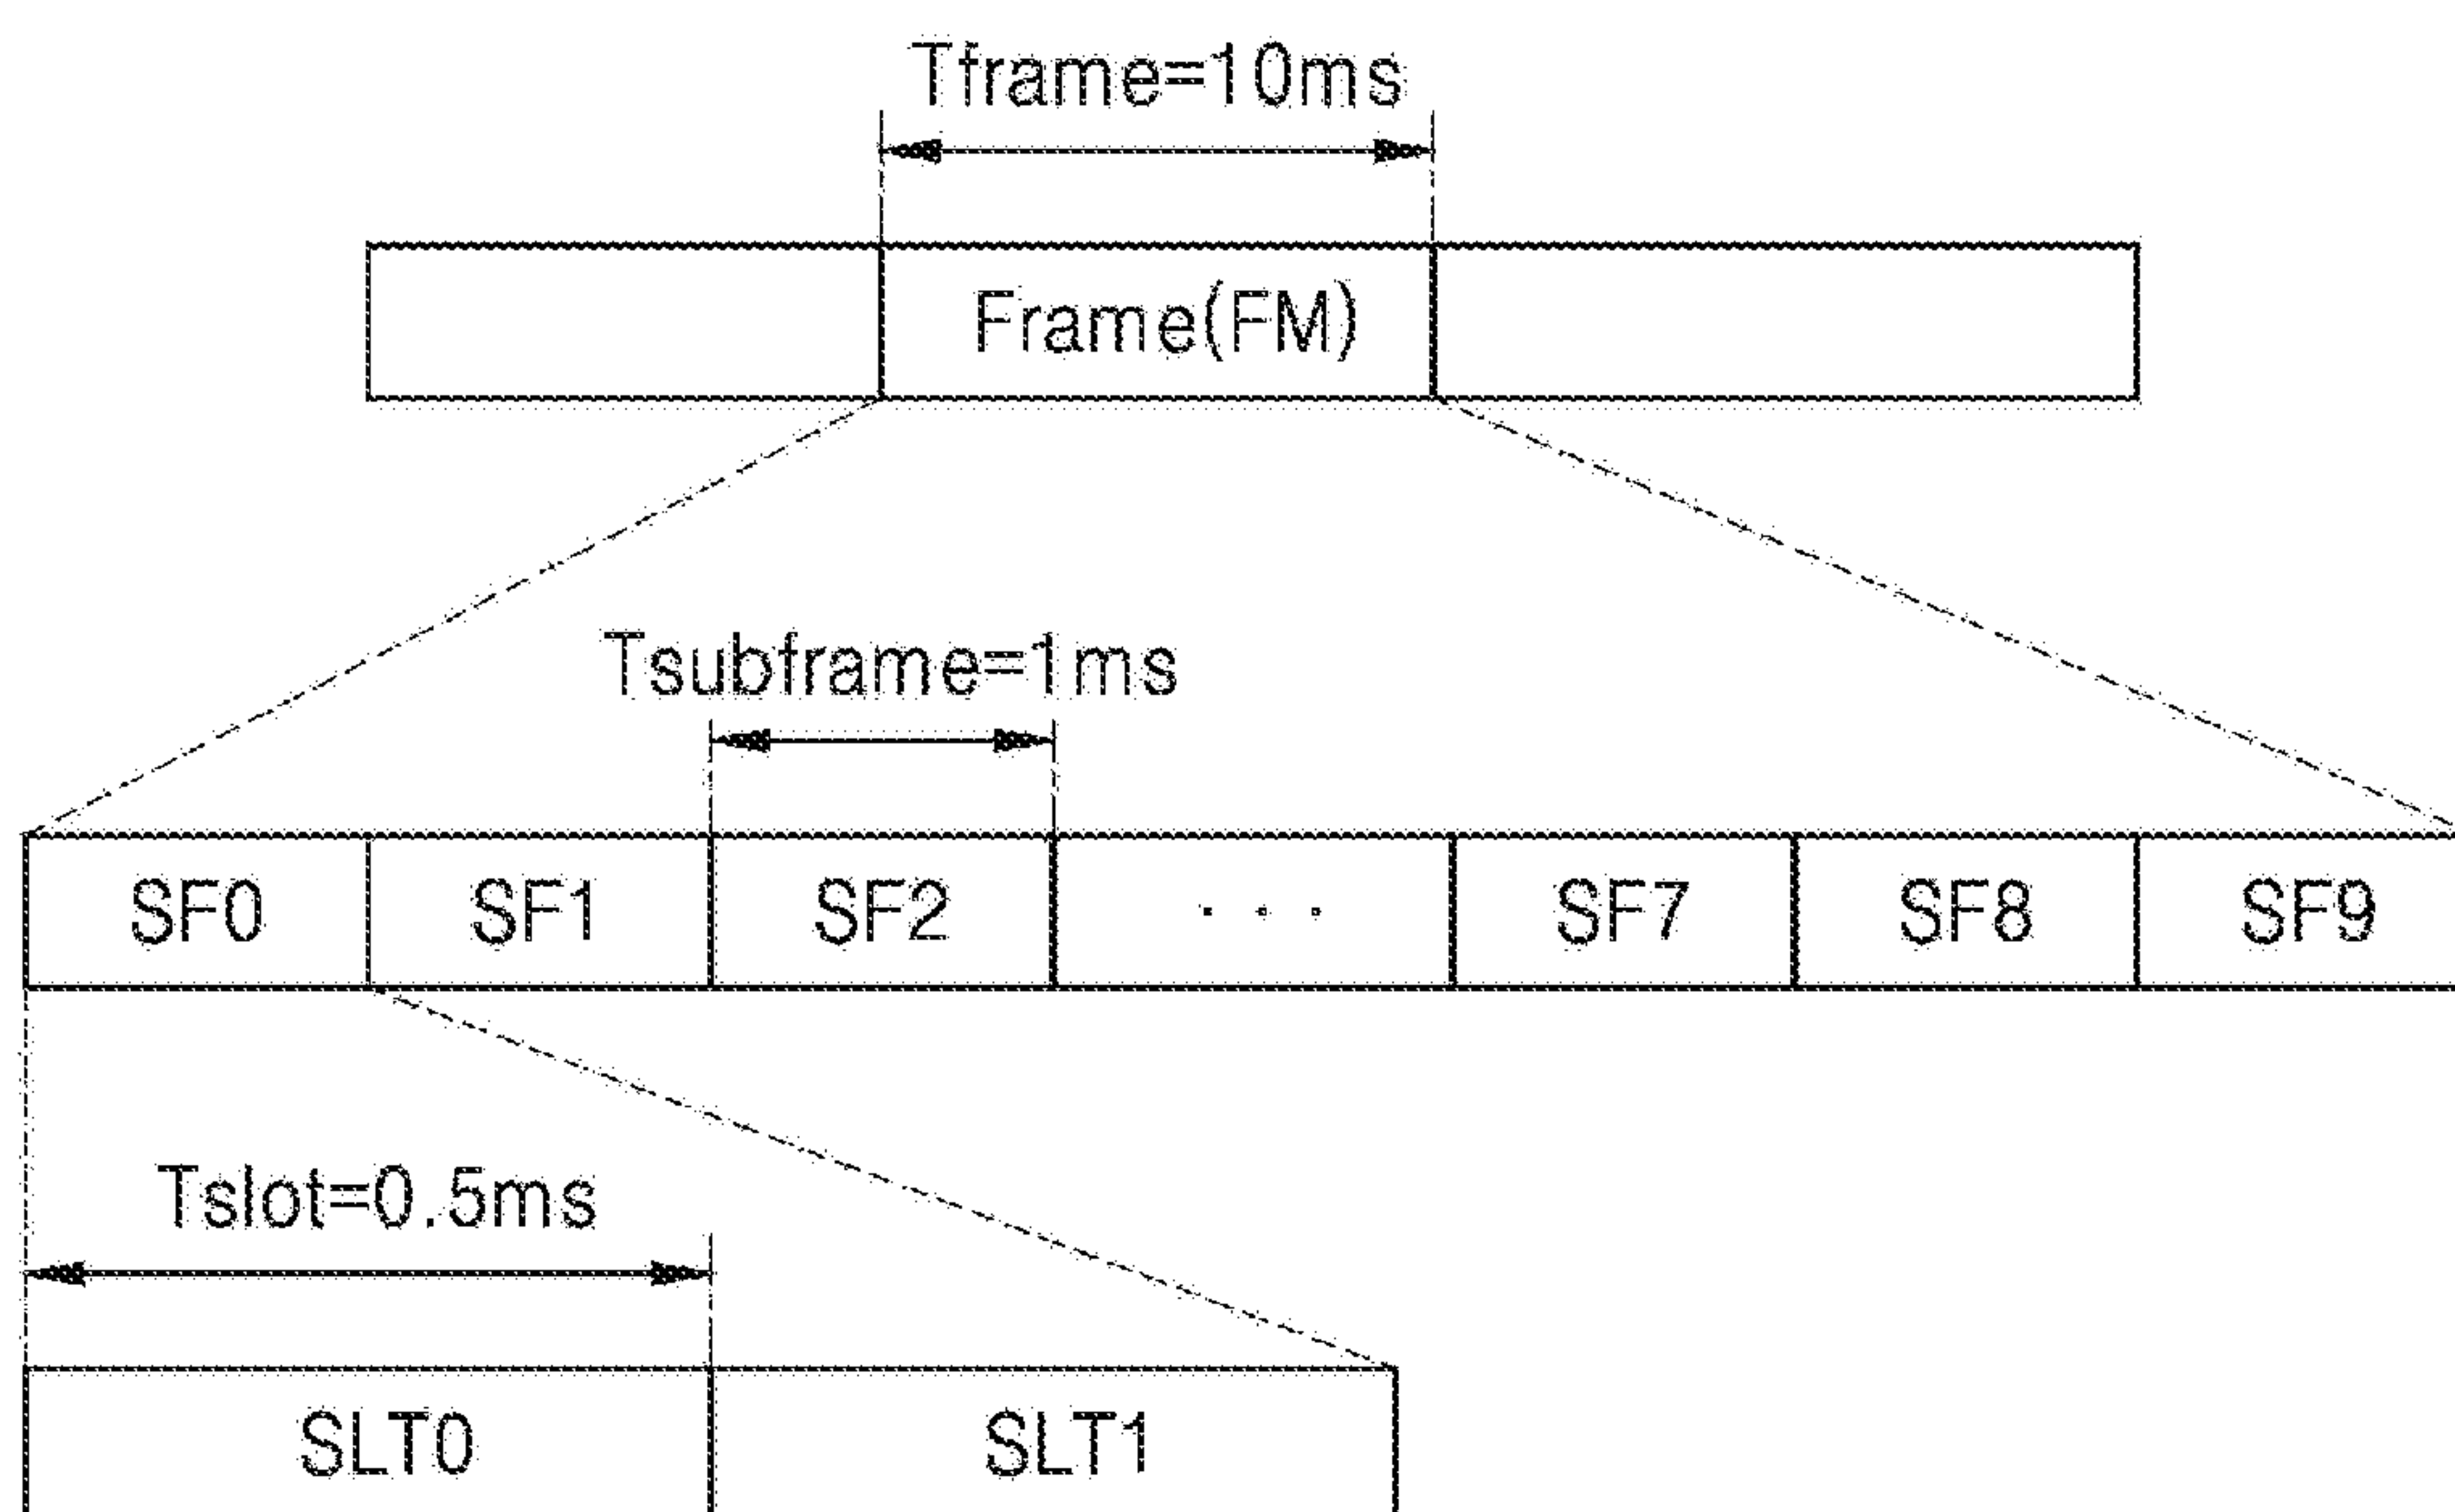 Tframe=10ms
Frame(FM)
Tsubframe=1ms
SF0 SF1 SF2 ... SF7 SF8 SF9
Tslot=0.5ms
SLT0 SLT1